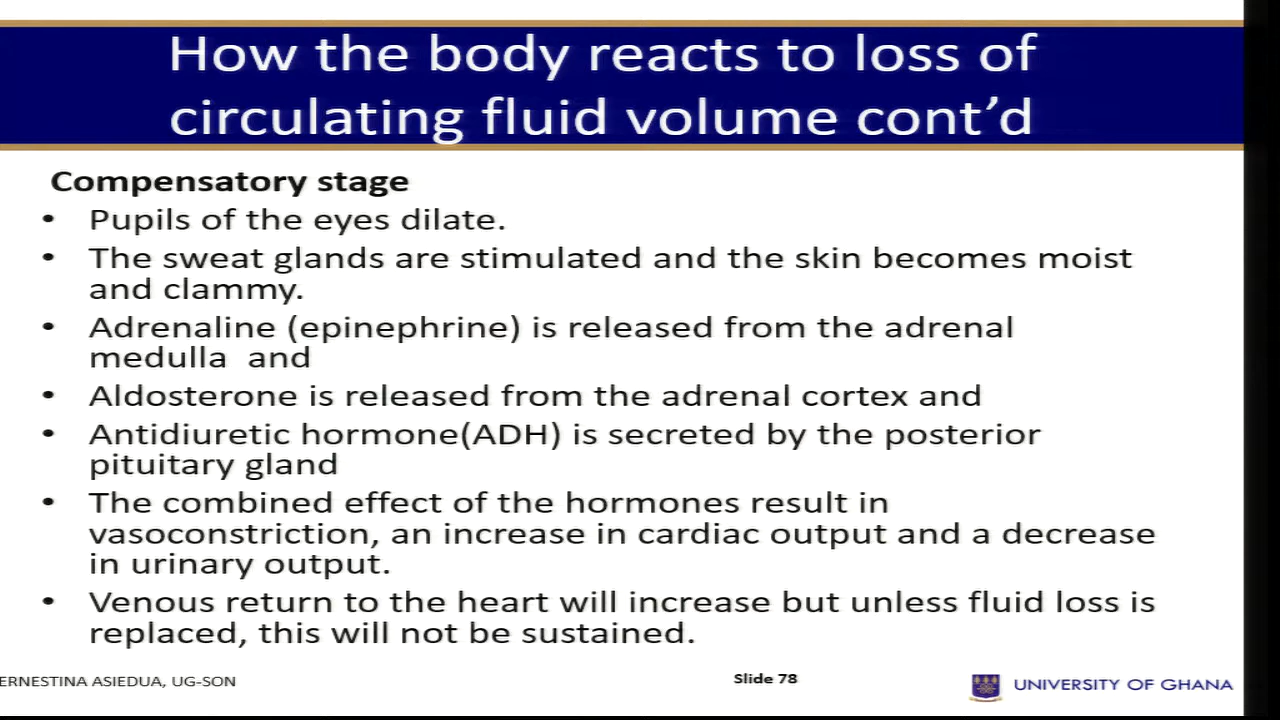 How the body reacts to loss of
circulating fluid volume cont’d
Compensatory stage
• Pupils of the eyes dilate.
• The sweat glands are stimulated and the skin becomes moist
and clammy.
• Adrenaline (epinephrine) is released from the adrenal
medulla  and
• Aldosterone is released from the adrenal cortex and
• Antidiuretic hormone(ADH) is secreted by the posterior
pituitary gland
• The combined effect of the hormones result in
vasoconstriction, an increase in cardiac output and a decrease
in urinary output.
• Venous return to the heart will increase but unless fluid loss is
replaced, this will not be sustained.
ERNESTINA ASIEDUA, UG-SON
Slide 78
UNIVERSITY OF GHANA